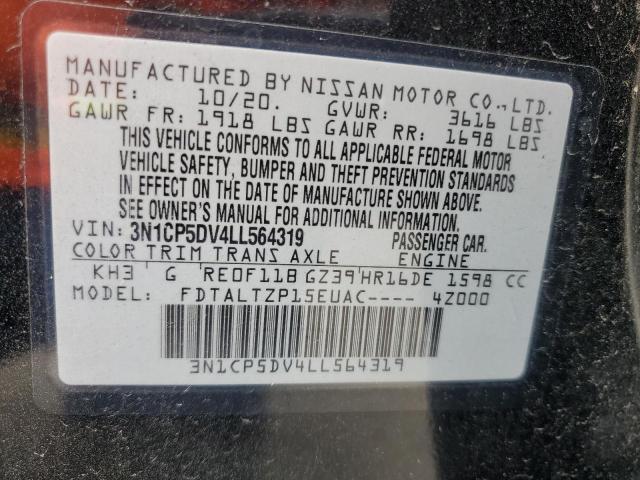 MANUFACTURED BY NISSAN MOTOR CO.,LTD.
DATE: 10/20. GVWR: 3616 LBS
GAWR FR: 1918 LBS GAWR RR: 1698 LBS
THIS VEHICLE CONFORMS TO ALL APPLICABLE FEDERAL MOTOR
VEHICLE SAFETY, BUMPER AND THEFT PREVENTION STANDARDS
IN EFFECT ON THE DATE OF MANUFACTURE SHOWN ABOVE.
SEE OWNER'S MANUAL FOR ADDITIONAL INFORMATION.
VIN: 3N1CP5DV4LL564319 PASSENGER CAR.
COLOR TRIM TRANS AXLE ENGINE
KH3 G RE0F11B GZ39 HR16DE 1598 CC
MODEL: FDTALTZP15EUAC---- 4Z000
3N1CP5DV4LL564319